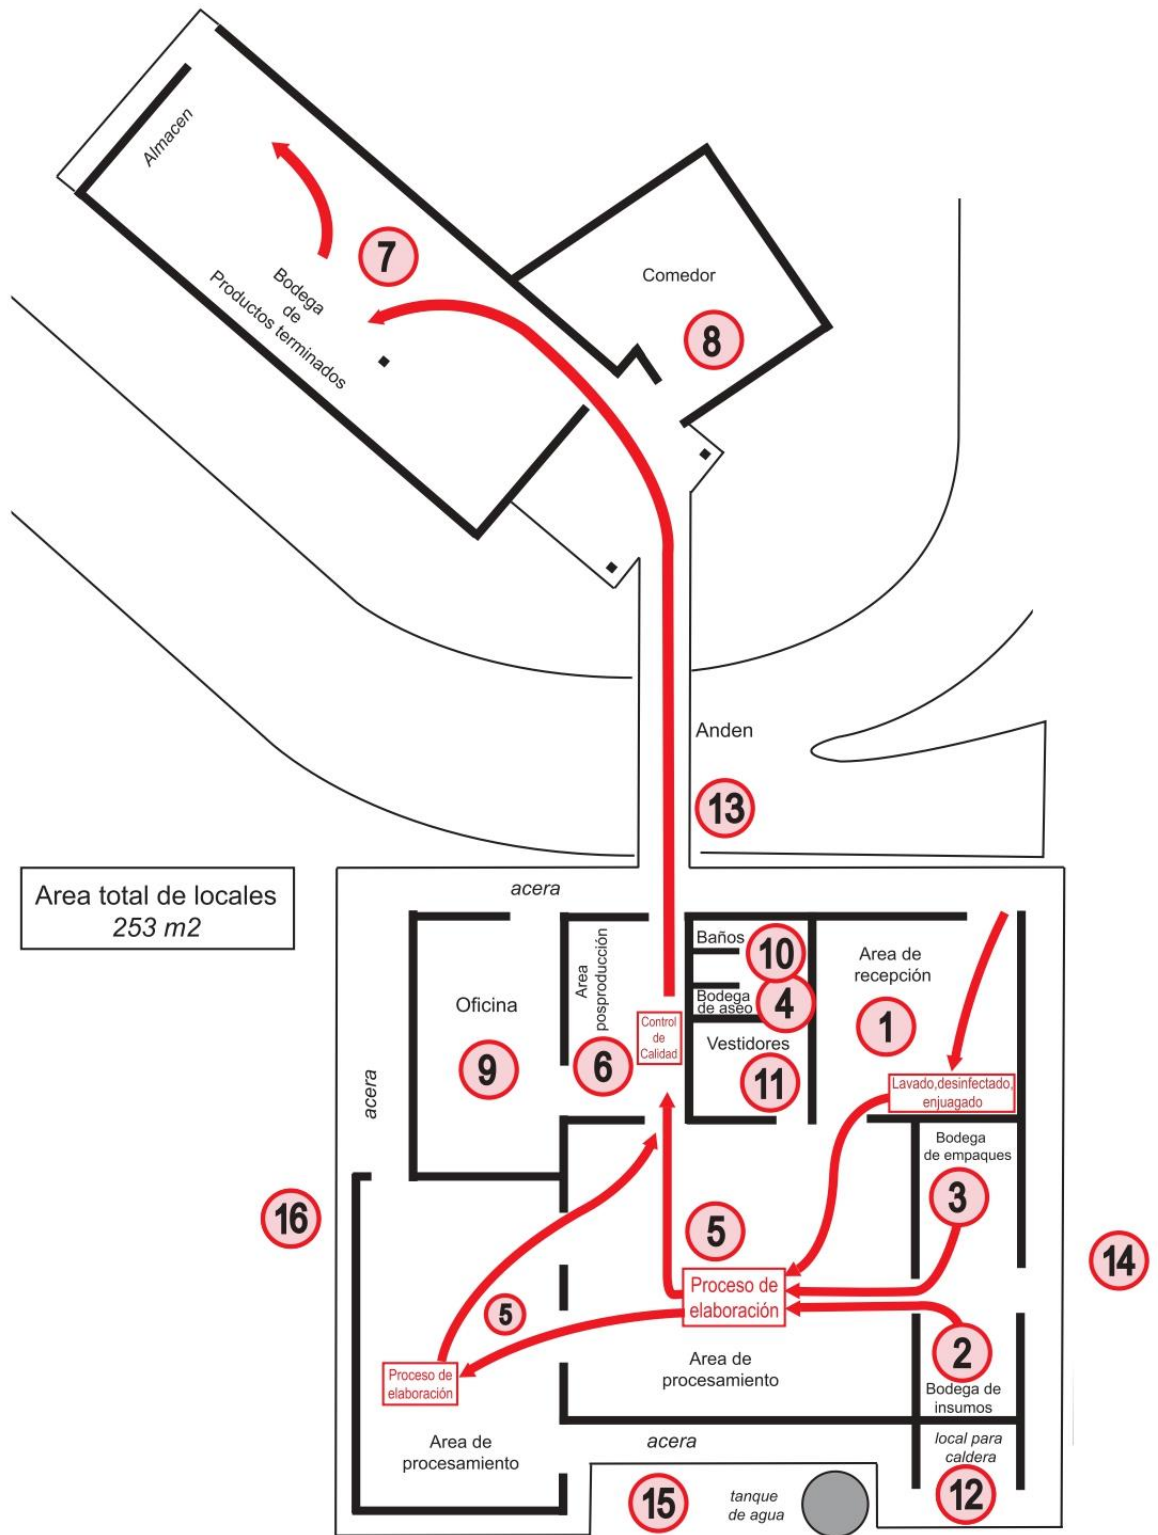 Almacen
7
Bodega
de
Productos terminados
Comedor
8
Anden
13
Area total de locales
253 m2
acera
acera
Oficina
9
Area
posproducción
6
Control
de
Calidad
Baños
10
Bodega
de aseo
4
Vestidores
11
Area de
recepción
1
Lavado,desinfectado,
enjuagado
Bodega
de empaques
3
16
14
5
Proceso de
elaboración
5
2
Bodega de
insumos
Area de
procesamiento
Proceso de
elaboración
Area de
procesamiento
acera
local para
caldera
12
15
tanque
de agua